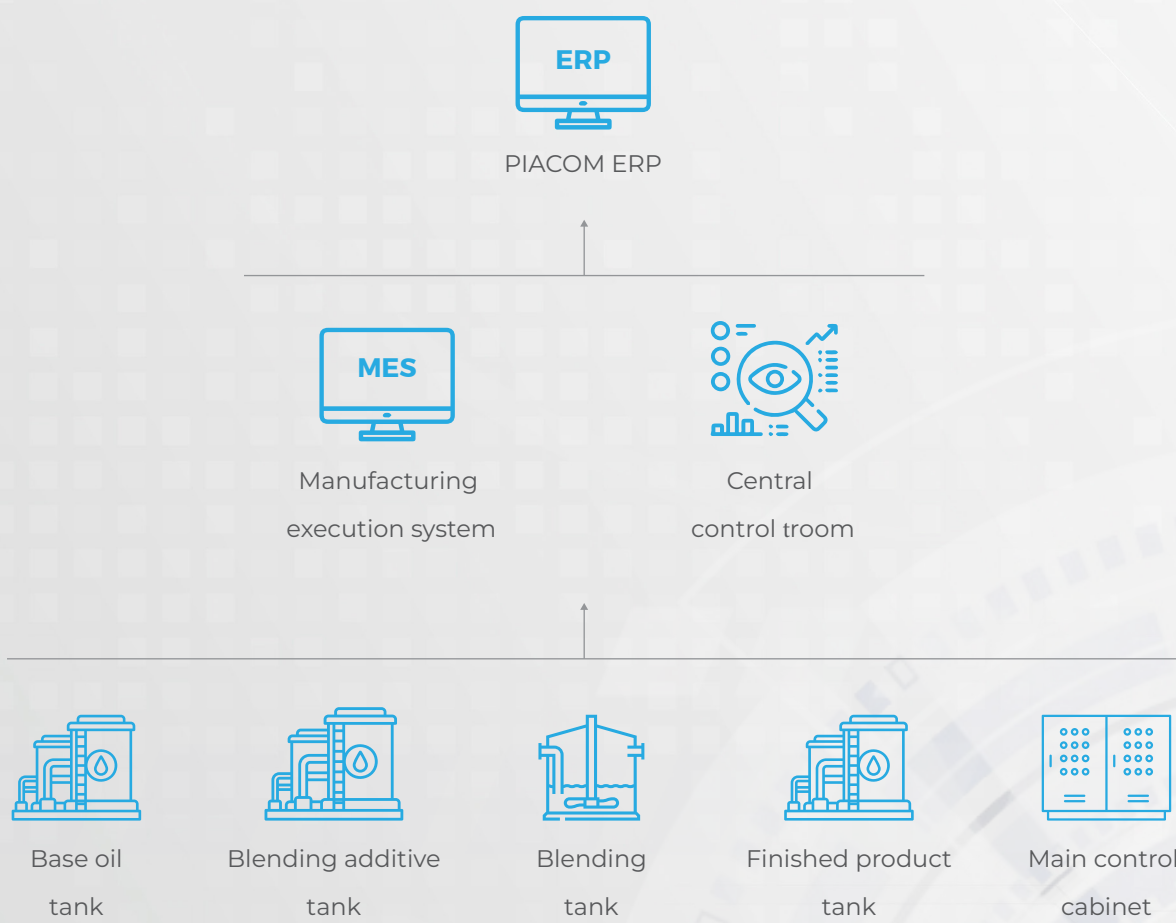 ERP
PIACOM ERP
MES
Manufacturing
execution system
Central
control troom
Base oil
tank
Blending additive
tank
Blending
tank
Finished product
tank
Main control
cabinet